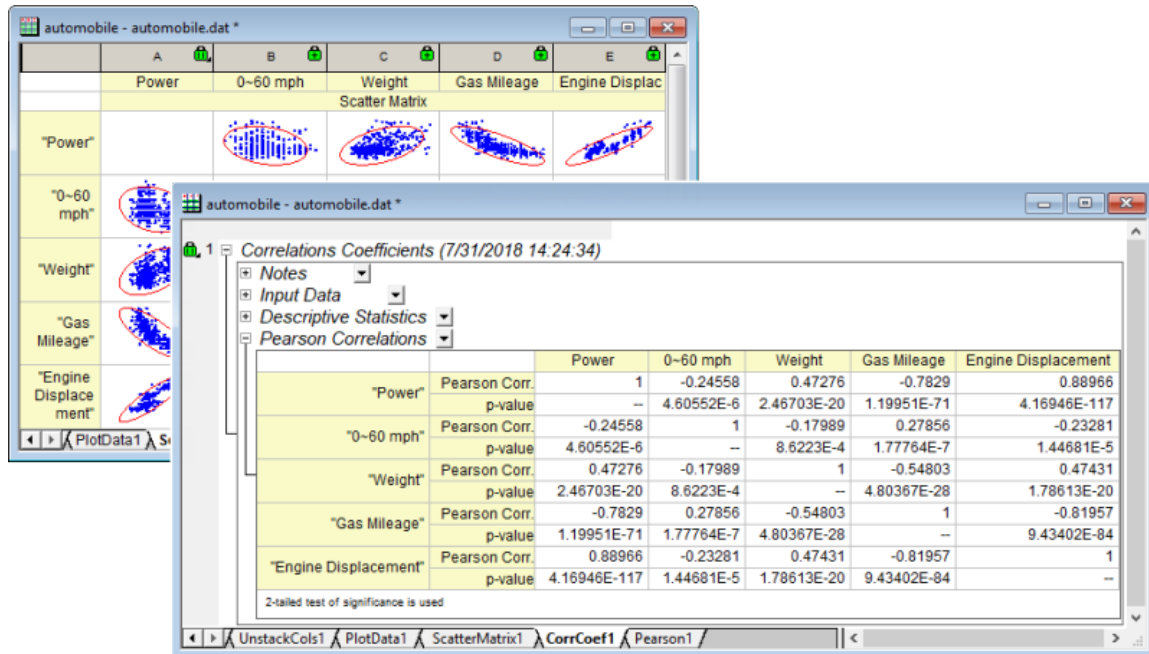 automobile - automobile.dat *
A B C D E
Power 0~60 mph Weight Gas Mileage Engine Displac
Scatter Matrix
"Power"
"0~60
mph"
"Weight"
"Gas
Mileage"
"Engine
Displace
ment"
PlotData1
automobile - automobile.dat *
1 Correlations Coefficients (7/31/2018 14:24:34)
Notes
Input Data
Descriptive Statistics
Pearson Correlations
Power 0~60 mph Weight Gas Mileage Engine Displacement
"Power" Pearson Corr. 1 -0.24558 0.47276 -0.7829 0.88966
p-value -- 4.60552E-6 2.46703E-20 1.19951E-71 4.16946E-117
"0~60 mph" Pearson Corr. -0.24558 1 -0.17989 0.27856 -0.23281
p-value 4.60552E-6 -- 8.6223E-4 1.77764E-7 1.44681E-5
"Weight" Pearson Corr. 0.47276 -0.17989 1 -0.54803 0.47431
p-value 2.46703E-20 8.6223E-4 -- 4.80367E-28 1.78613E-20
"Gas Mileage" Pearson Corr. -0.7829 0.27856 -0.54803 1 -0.81957
p-value 1.19951E-71 1.77764E-7 4.80367E-28 -- 9.43402E-84
"Engine Displacement" Pearson Corr. 0.88966 -0.23281 0.47431 -0.81957 1
p-value 4.16946E-117 1.44681E-5 1.78613E-20 9.43402E-84 --
2-tailed test of significance is used
UnstackCols1 PlotData1 ScatterMatrix1 CorrCoef1 Pearson1